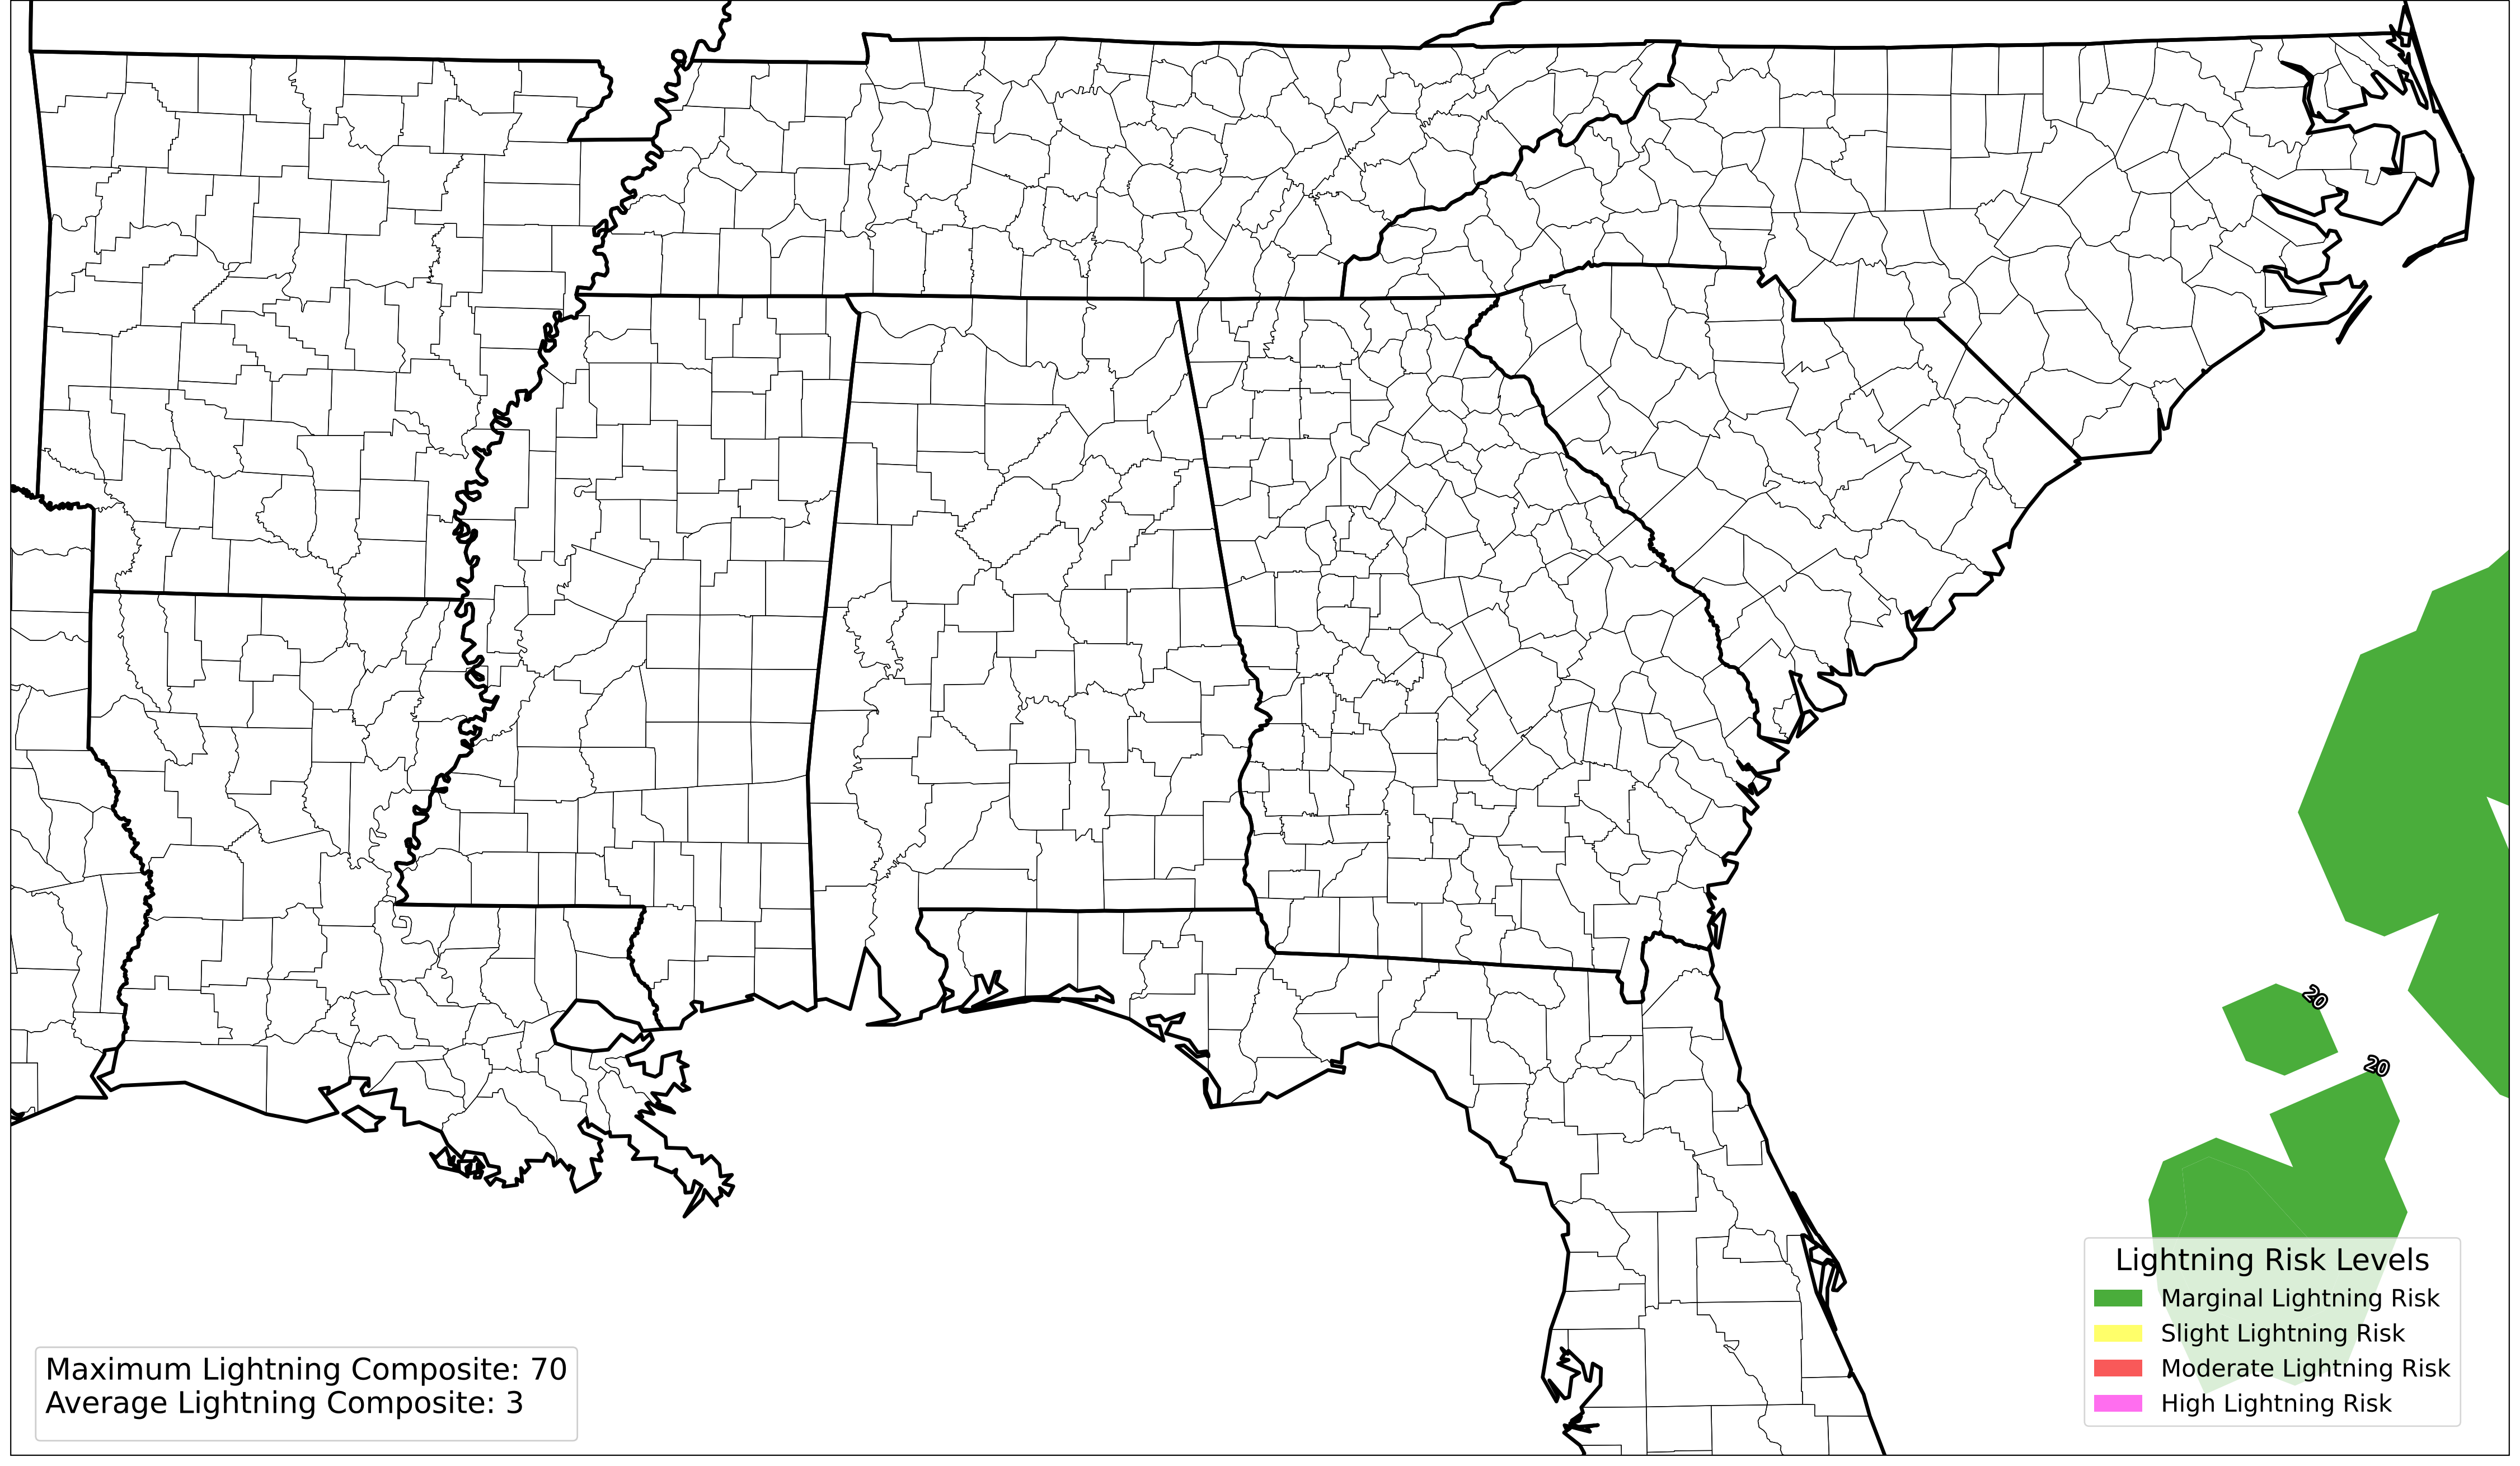 20
20
Lightning Risk Levels
Marginal Lightning Risk
Slight Lightning Risk
Moderate Lightning Risk
High Lightning Risk
Maximum Lightning Composite: 70
Average Lightning Composite: 3